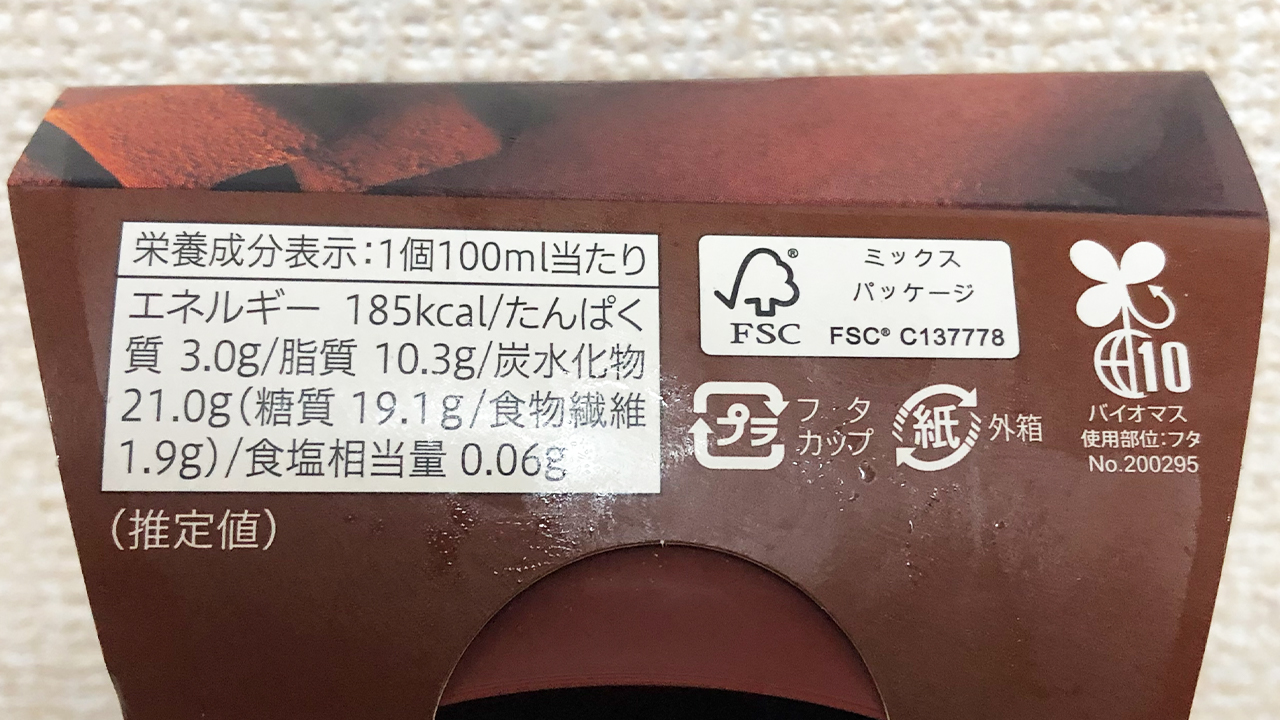 栄養成分表示:1個100ml当たり
エネルギー 185kcal/たんぱく
質 3.0g/脂質 10.3g/炭水化物
21.0g(糖質 19.1g/食物繊維
1.9g)/食塩相当量 0.06g
(推定値)
ミックス
パッケージ
FSC® C137778
FSC
®
プラ
フタ
カップ
紙
外箱
10
バイオマス
使用部位:フタ
No.200295